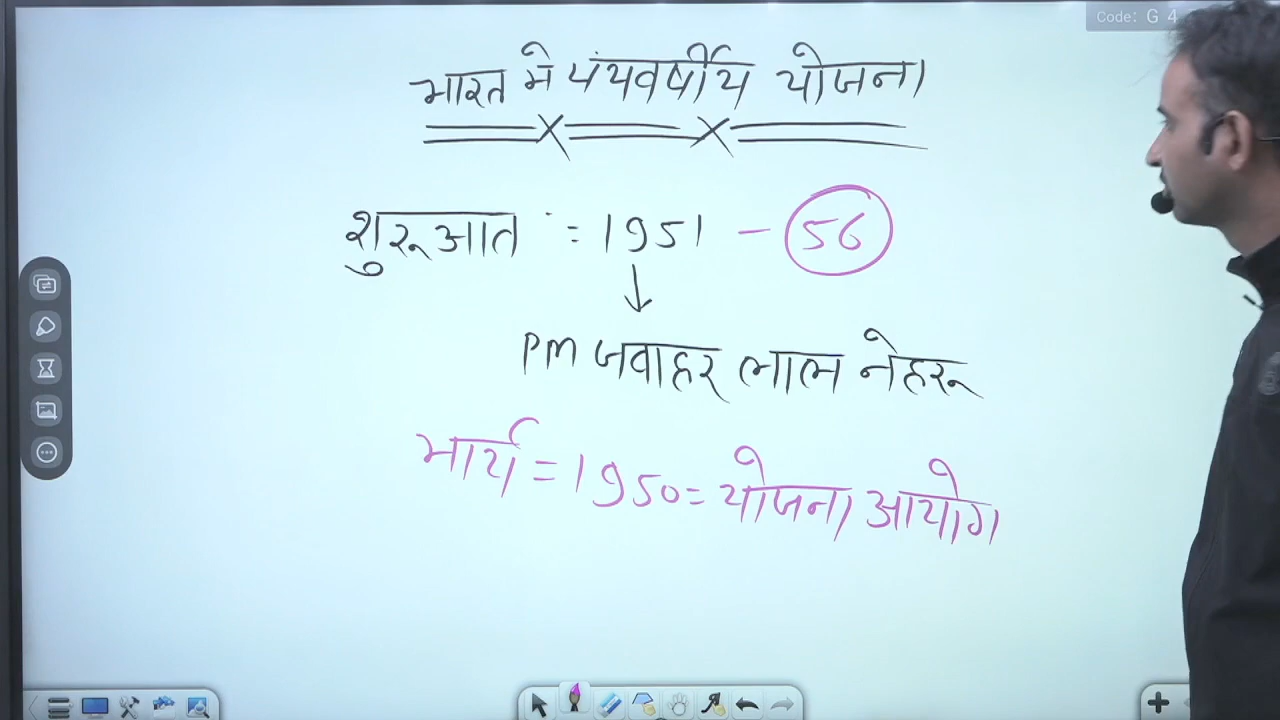 Code: G 4
भारत मे पंचवर्षीय योजना
शुरूआत := 1951 - 56
PM जवाहर लाल नेहरू
मार्च = 1950 = योजना आयोग